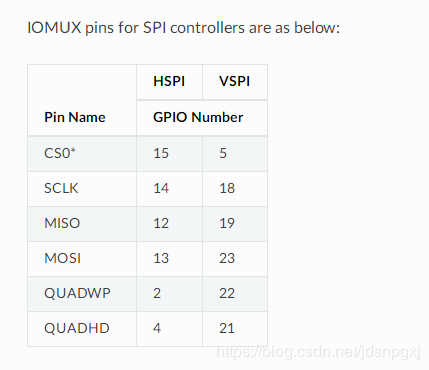 IOMUX pins for SPI controllers are as below:
HSPI VSPI
Pin Name GPIO Number
CS0* 15 5
SCLK 14 18
MISO 12 19
MOSI 13 23
QUADWP 2 22
QUADHD 4 21
https://blog.csdn.net/jdsnpgxj